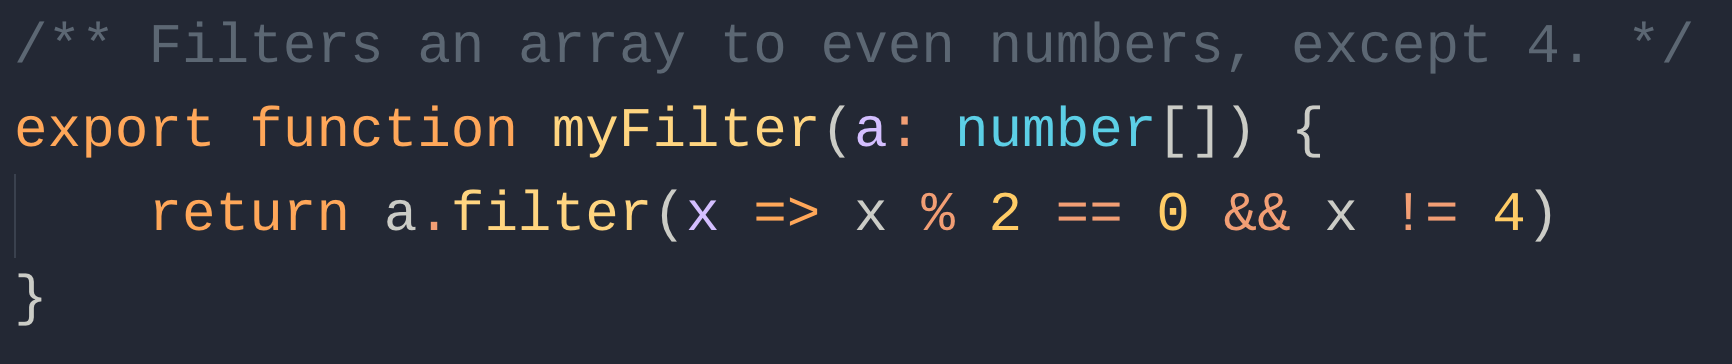 /** Filters an array to even numbers, except 4. */
export function myFilter(a: number[]) {
    return a.filter(x => x % 2 == 0 && x != 4)
}